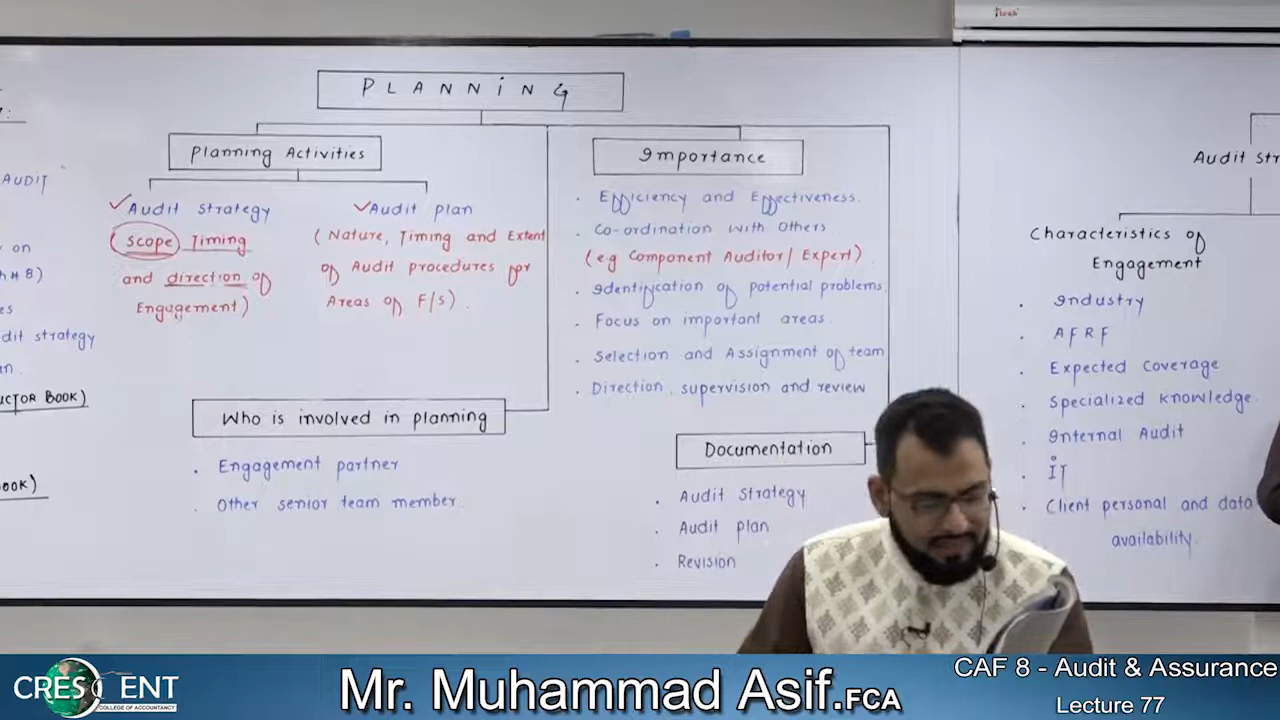 PLANNING
Planning Activities
✓Audit strategy
(scope Timing
and direction of
Engagement)
✓Audit plan
(Nature, Timing and Extent
of Audit procedures for
Areas of F/s).
Who is involved in planning
. Engagement partner
. Other senior team member.
Importance
. Efficiency and Effectiveness.
. Co-ordination with Others
(eg Component Auditor/Expert)
. Identification of potential problems.
. Focus on important areas
. Selection and Assignment of team
. Direction, supervision and review
Documentation
. Audit strategy
. Audit plan
. Revision
AUDIT
y on
h#8)
es
dit strategy
an.
UCTOR BOOK)
BOOK)
Audit Str
Characteristics of
Engagement
. Industry
. AFRF
. Expected Coverage
. Specialized knowledge.
. Internal Audit
. IT
. Client personal and data
availability.
CRESCENT
COLLEGE OF ACCOUNTANCY
Mr. Muhammad Asif.FCA
CAF 8 - Audit & Assurance
Lecture 77